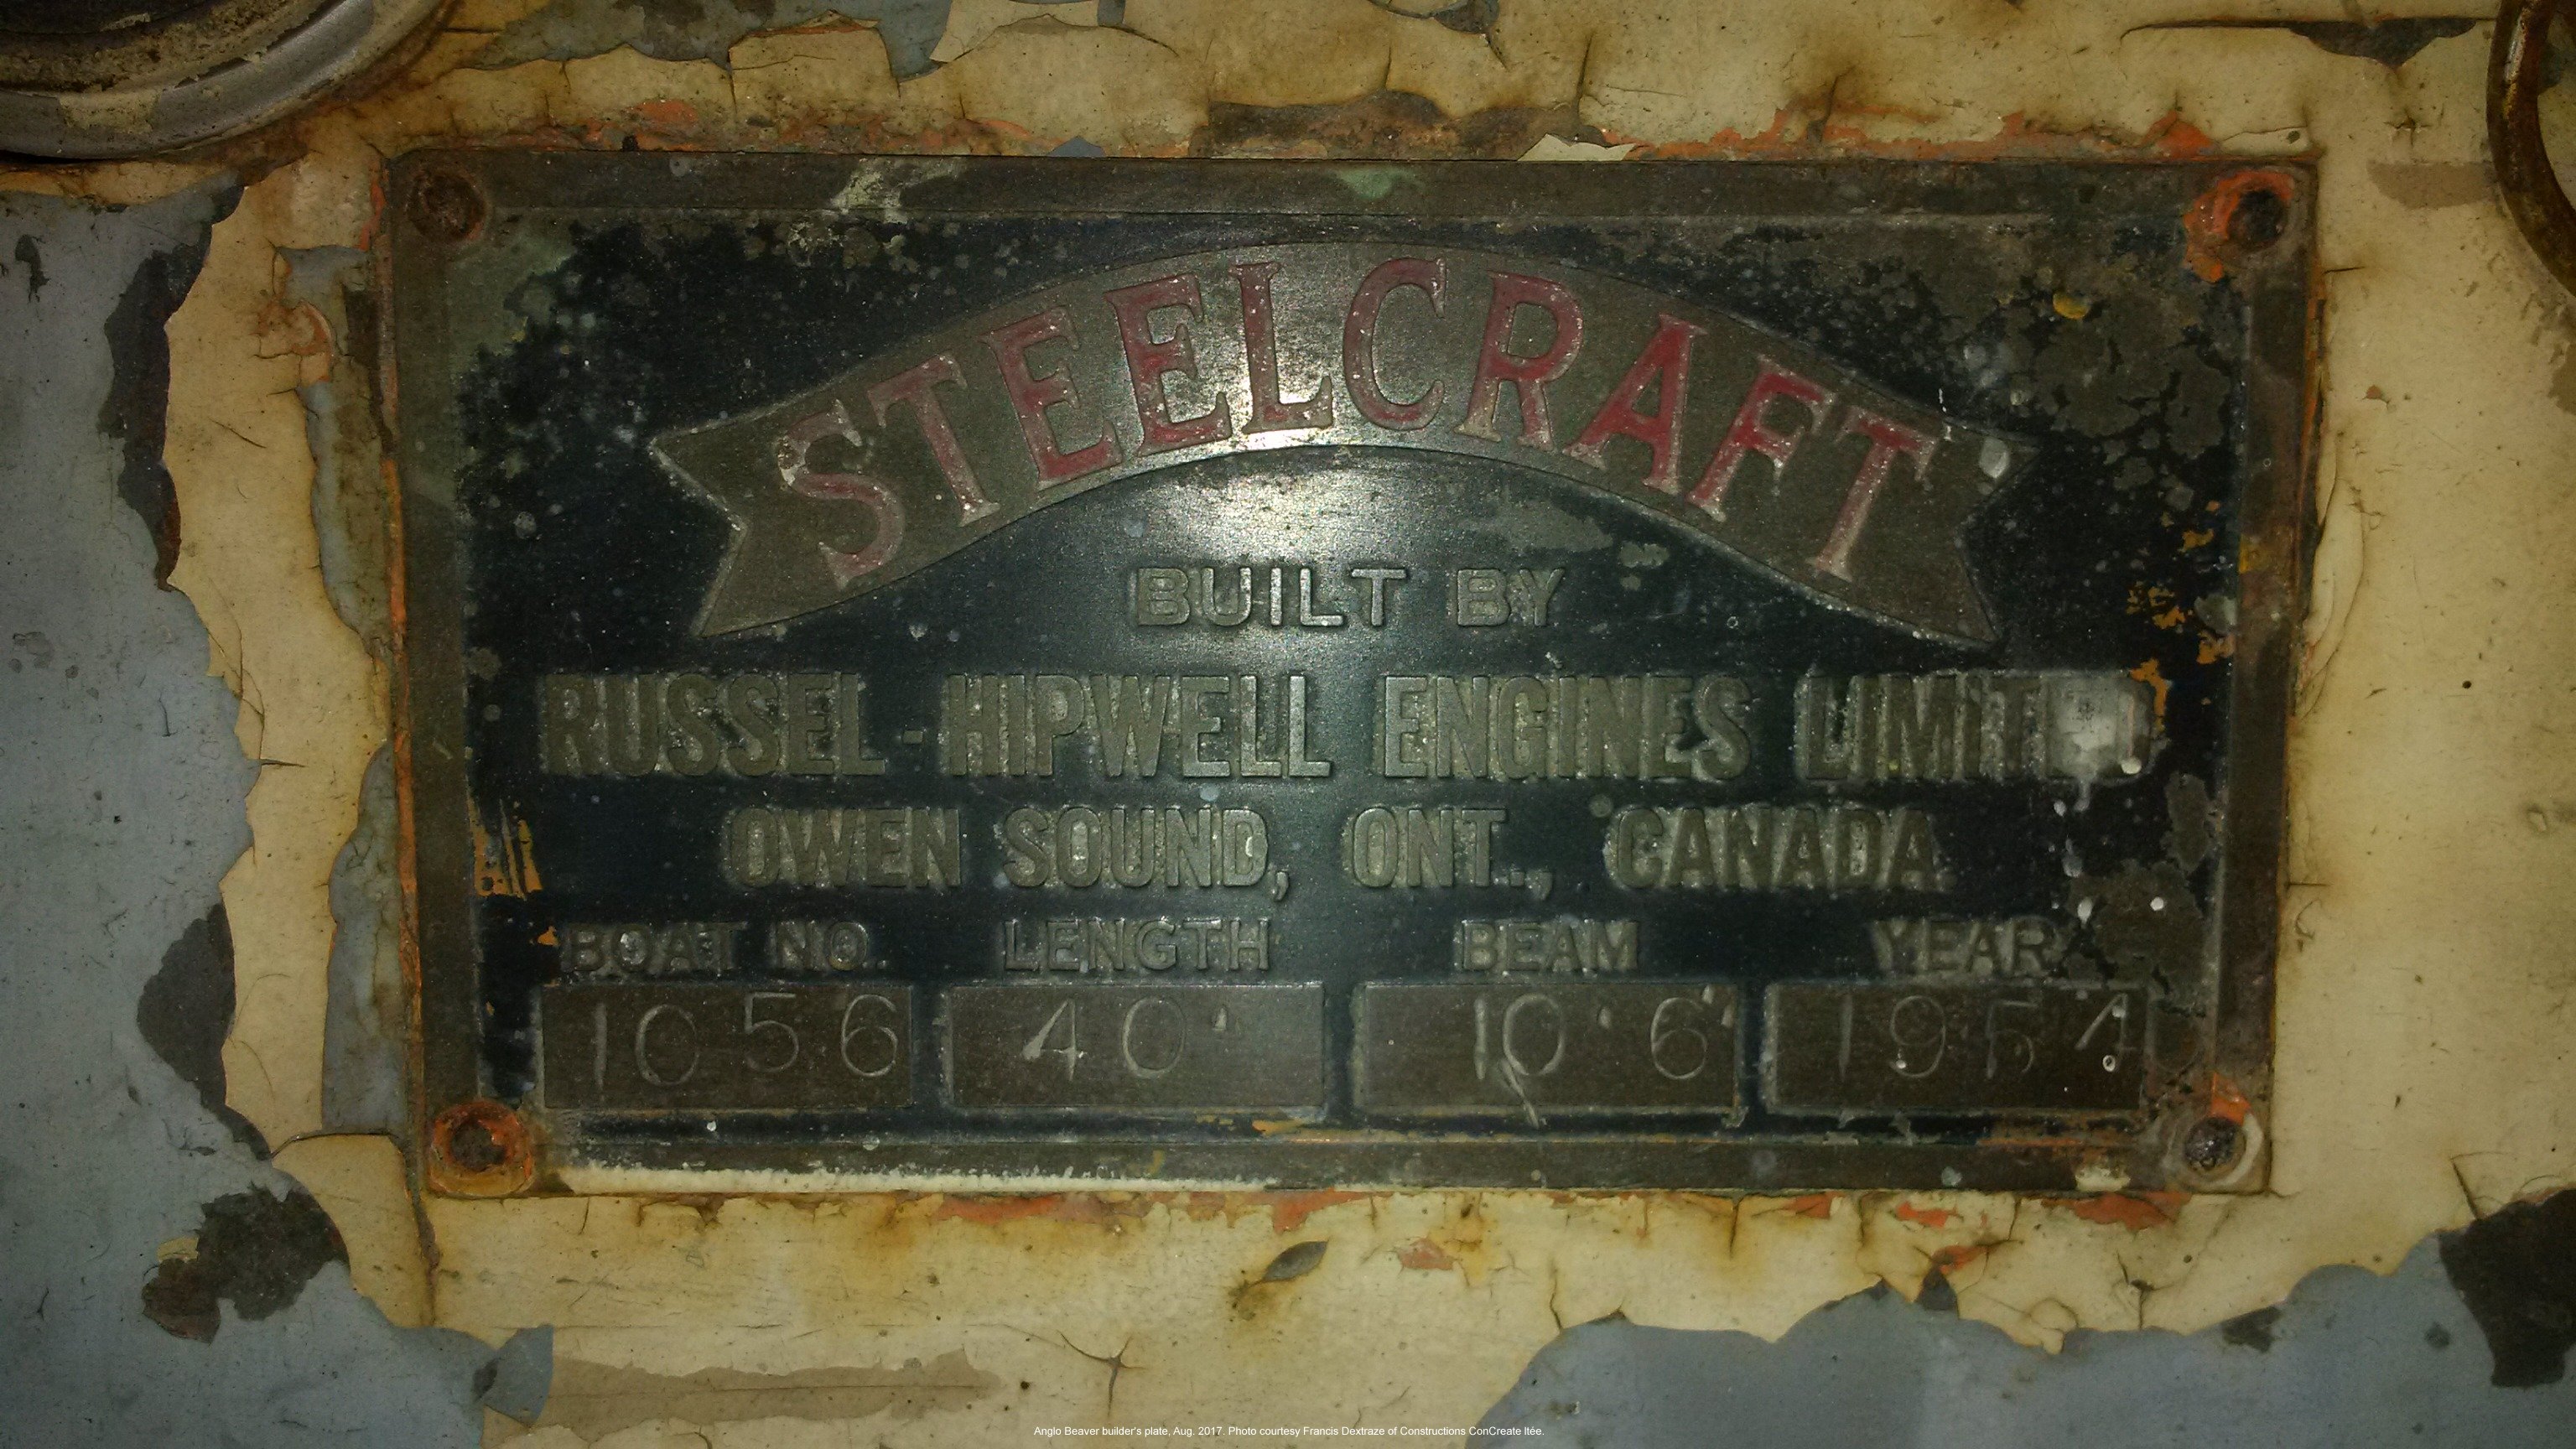 STEELCRAFT
BUILT BY
RUSSEL-HIPWELL ENGINES LIMITED
OWEN SOUND, ONT., CANADA
BOAT NO. LENGTH BEAM YEAR
1056 40' 10' 6" 1954
Anglo Beaver builder's plate, Aug. 2017. Photo courtesy Francis Dextraze of Constructions ConCreate ltée.